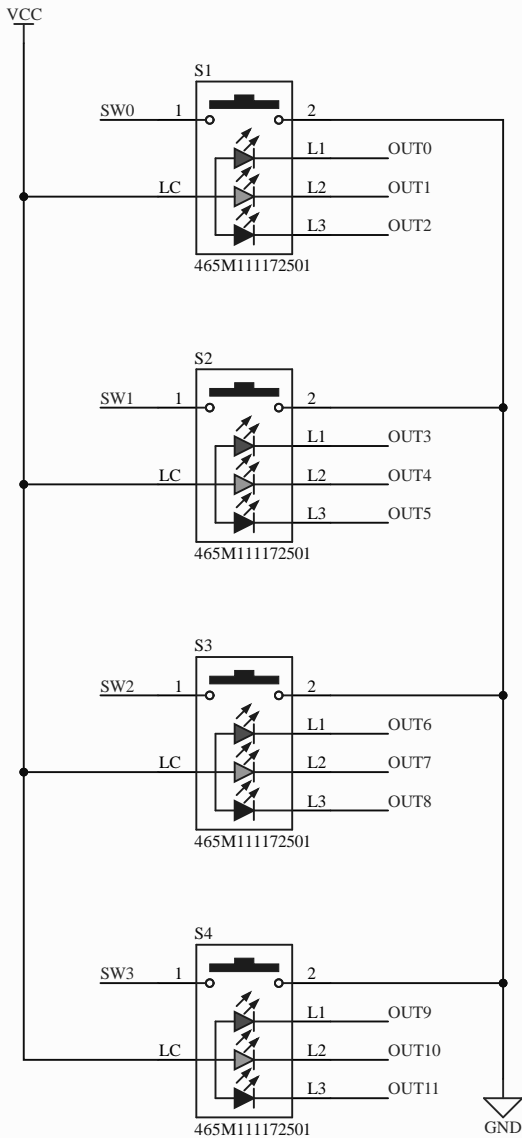 VCC
S1
SW0 1 2
L1 OUT0
LC L2 OUT1
L3 OUT2
465M111172501
S2
SW1 1 2
L1 OUT3
LC L2 OUT4
L3 OUT5
465M111172501
S3
SW2 1 2
L1 OUT6
LC L2 OUT7
L3 OUT8
465M111172501
S4
SW3 1 2
L1 OUT9
LC L2 OUT10
L3 OUT11
465M111172501
GND